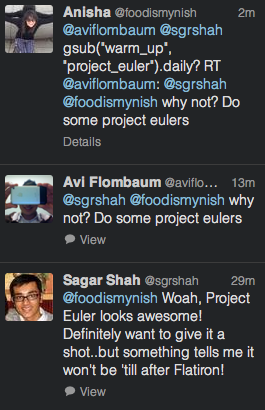 Anisha @foodismynish 2m
@aviflombaum @sgrshah
gsub("warm_up",
"project_euler").daily? RT
@aviflombaum: @sgrshah
@foodismynish why not? Do
some project eulers
Details
Avi Flombaum @aviflo... 13m
@sgrshah @foodismynish why
not? Do some project eulers
View
Sagar Shah @sgrshah 29m
@foodismynish Woah, Project
Euler looks awesome!
Definitely want to give it a
shot..but something tells me it
won't be 'till after Flatiron!
View